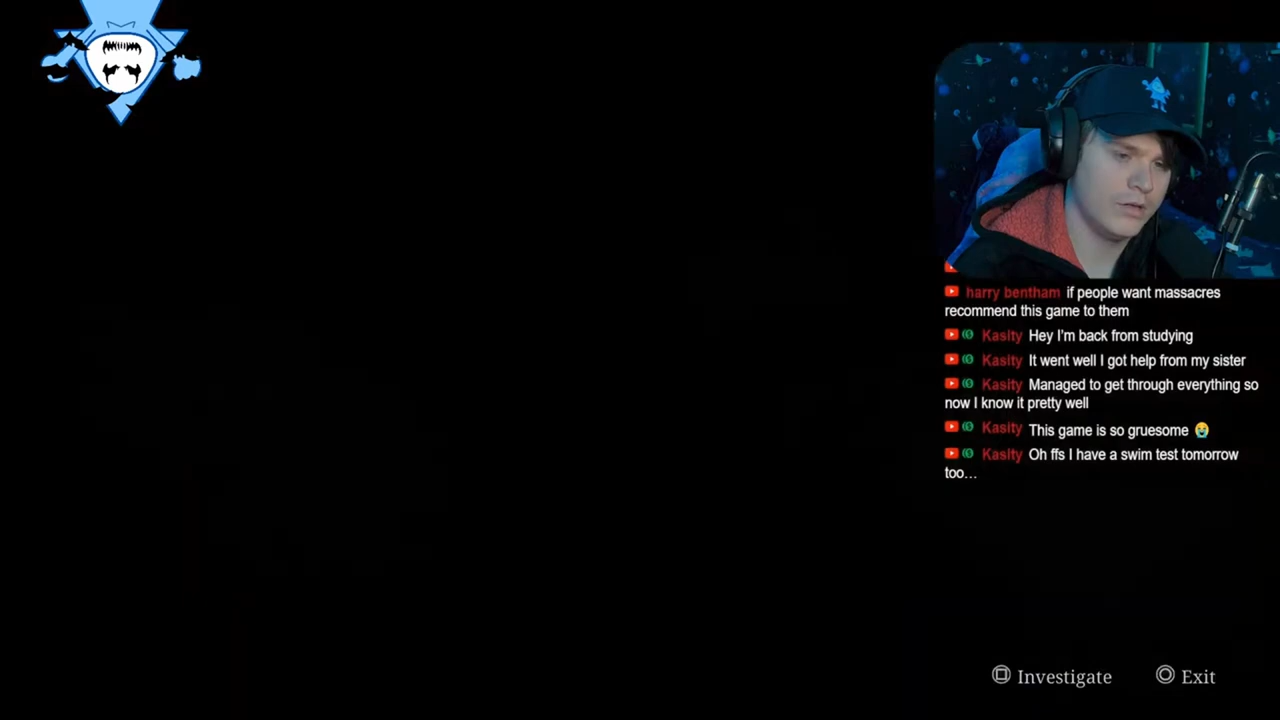 harry bentham if people want massacres
recommend this game to them
Kasity Hey I'm back from studying
Kasity It went well I got help from my sister
Kasity Managed to get through everything so
now I know it pretty well
Kasity This game is so gruesome 😭
Kasity Oh ffs I have a swim test tomorrow
too...
Investigate Exit